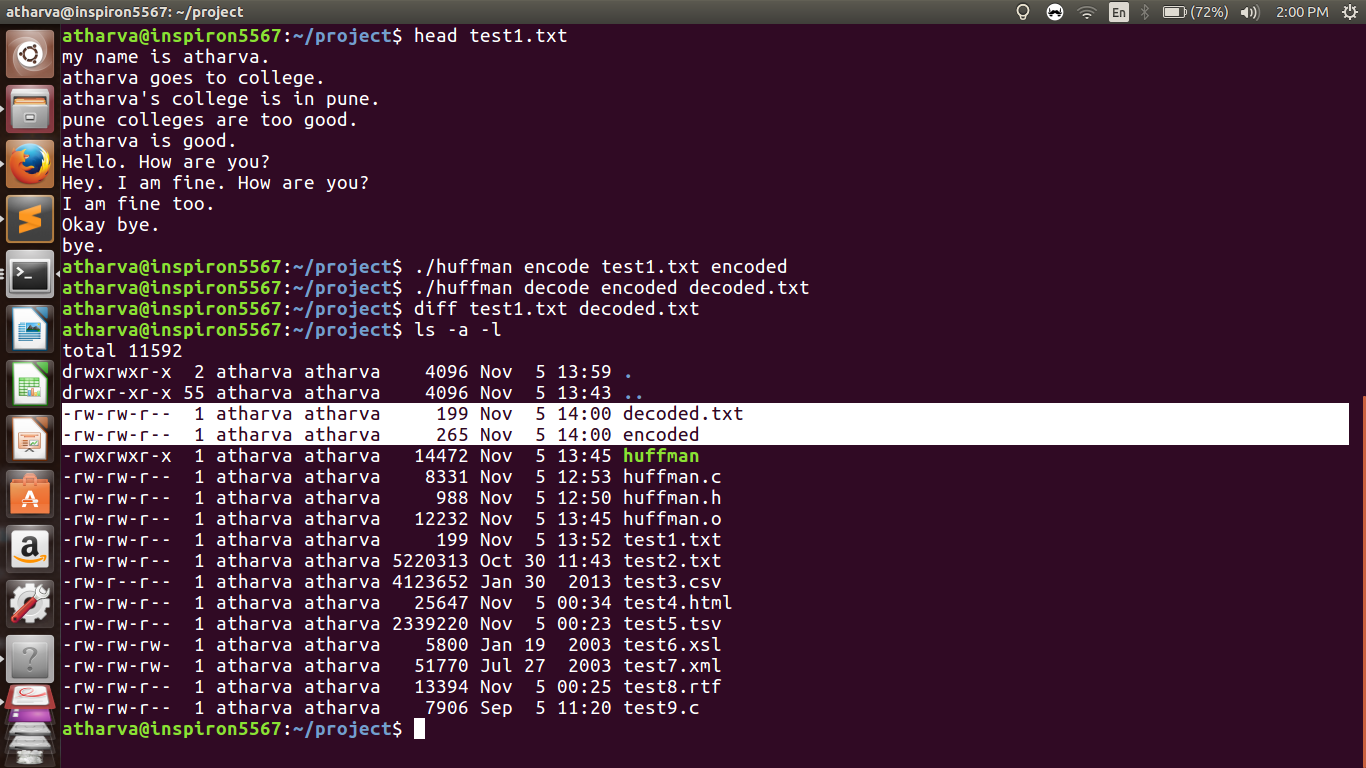 atharva@inspiron5567: ~/project En (72%) 2:00 PM
atharva@inspiron5567:~/project$ head test1.txt
my name is atharva.
atharva goes to college.
atharva's college is in pune.
pune colleges are too good.
atharva is good.
Hello. How are you?
Hey. I am fine. How are you?
I am fine too.
Okay bye.
bye.
atharva@inspiron5567:~/project$ ./huffman encode test1.txt encoded
atharva@inspiron5567:~/project$ ./huffman decode encoded decoded.txt
atharva@inspiron5567:~/project$ diff test1.txt decoded.txt
atharva@inspiron5567:~/project$ ls -a -l
total 11592
drwxrwxr-x  2 atharva atharva    4096 Nov  5 13:59 .
drwxr-xr-x 55 atharva atharva    4096 Nov  5 13:43 ..
-rw-rw-r--  1 atharva atharva     199 Nov  5 14:00 decoded.txt
-rw-rw-r--  1 atharva atharva     265 Nov  5 14:00 encoded
-rwxrwxr-x  1 atharva atharva   14472 Nov  5 13:45 huffman
-rw-rw-r--  1 atharva atharva    8331 Nov  5 12:53 huffman.c
-rw-rw-r--  1 atharva atharva     988 Nov  5 12:50 huffman.h
-rw-rw-r--  1 atharva atharva   12232 Nov  5 13:45 huffman.o
-rw-rw-r--  1 atharva atharva     199 Nov  5 13:52 test1.txt
-rw-rw-r--  1 atharva atharva 5220313 Oct 30 11:43 test2.txt
-rw-r--r--  1 atharva atharva 4123652 Jan 30  2013 test3.csv
-rw-rw-r--  1 atharva atharva   25647 Nov  5 00:34 test4.html
-rw-rw-r--  1 atharva atharva 2339220 Nov  5 00:23 test5.tsv
-rw-rw-rw-  1 atharva atharva    5800 Jan 19  2003 test6.xsl
-rw-rw-rw-  1 atharva atharva   51770 Jul 27  2003 test7.xml
-rw-rw-r--  1 atharva atharva   13394 Nov  5 00:25 test8.rtf
-rw-rw-r--  1 atharva atharva    7906 Sep  5 11:20 test9.c
atharva@inspiron5567:~/project$